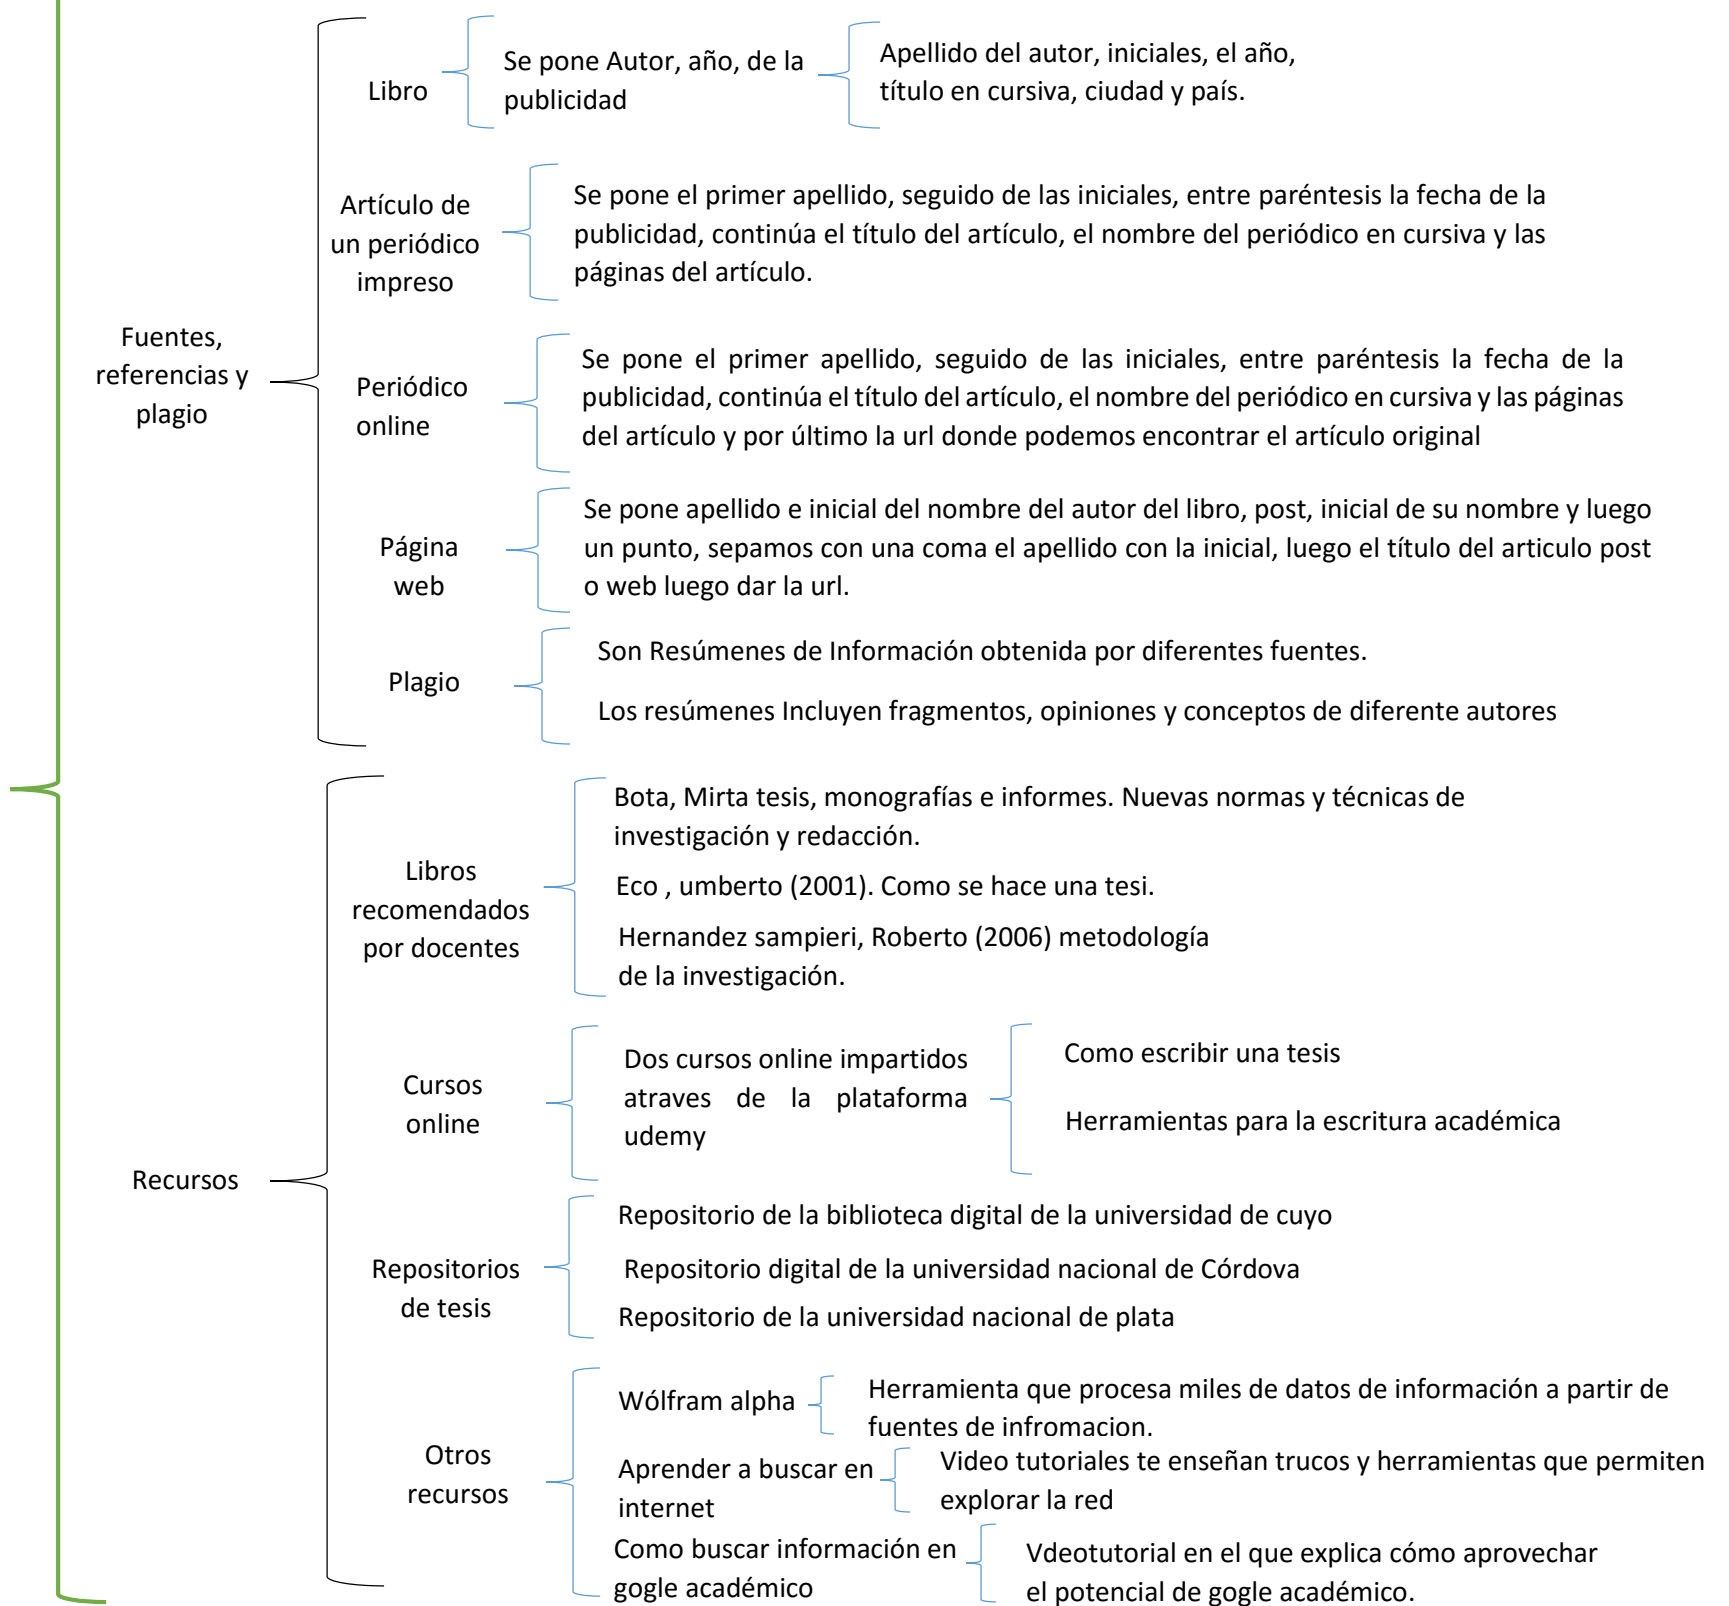 Fuentes,
referencias y
plagio
Libro
Se pone Autor, año, de la
publicidad
Apellido del autor, iniciales, el año,
título en cursiva, ciudad y país.
Artículo de
un periódico
impreso
Se pone el primer apellido, seguido de las iniciales, entre paréntesis la fecha de la
publicidad, continúa el título del artículo, el nombre del periódico en cursiva y las
páginas del artículo.
Periódico
online
Se pone el primer apellido, seguido de las iniciales, entre paréntesis la fecha de la
publicidad, continúa el título del artículo, el nombre del periódico en cursiva y las páginas
del artículo y por último la url donde podemos encontrar el artículo original
Página
web
Se pone apellido e inicial del nombre del autor del libro, post, inicial de su nombre y luego
un punto, sepamos con una coma el apellido con la inicial, luego el título del articulo post
o web luego dar la url.
Plagio
Son Resúmenes de Información obtenida por diferentes fuentes.
Los resúmenes Incluyen fragmentos, opiniones y conceptos de diferente autores
Recursos
Libros
recomendados
por docentes
Bota, Mirta tesis, monografías e informes. Nuevas normas y técnicas de
investigación y redacción.
Eco , umberto (2001). Como se hace una tesi.
Hernandez sampieri, Roberto (2006) metodología
de la investigación.
Cursos
online
Dos cursos online impartidos
atraves de la plataforma
udemy
Como escribir una tesis
Herramientas para la escritura académica
Repositorios
de tesis
Repositorio de la biblioteca digital de la universidad de cuyo
Repositorio digital de la universidad nacional de Córdova
Repositorio de la universidad nacional de plata
Otros
recursos
Wólfram alpha
Herramienta que procesa miles de datos de información a partir de
fuentes de infromacion.
Aprender a buscar en
internet
Video tutoriales te enseñan trucos y herramientas que permiten
explorar la red
Como buscar información en
gogle académico
Vdeotutorial en el que explica cómo aprovechar
el potencial de gogle académico.